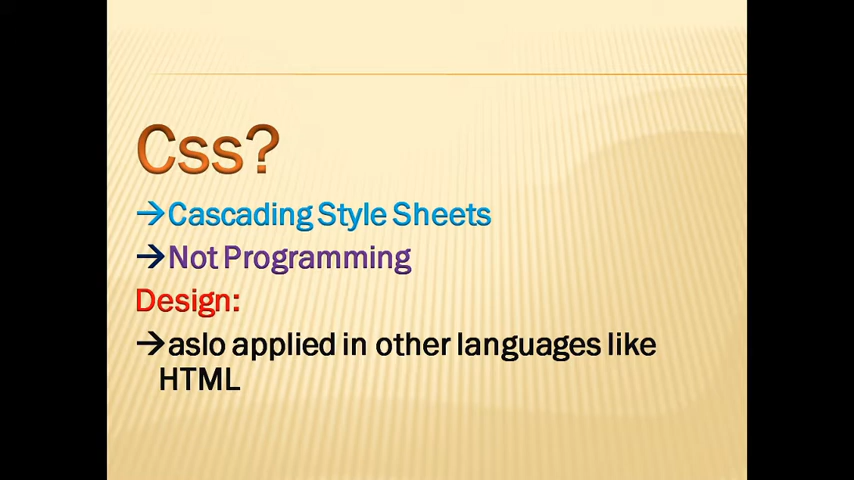 Css?
→Cascading Style Sheets
→Not Programming
Design:
→aslo applied in other languages like
HTML